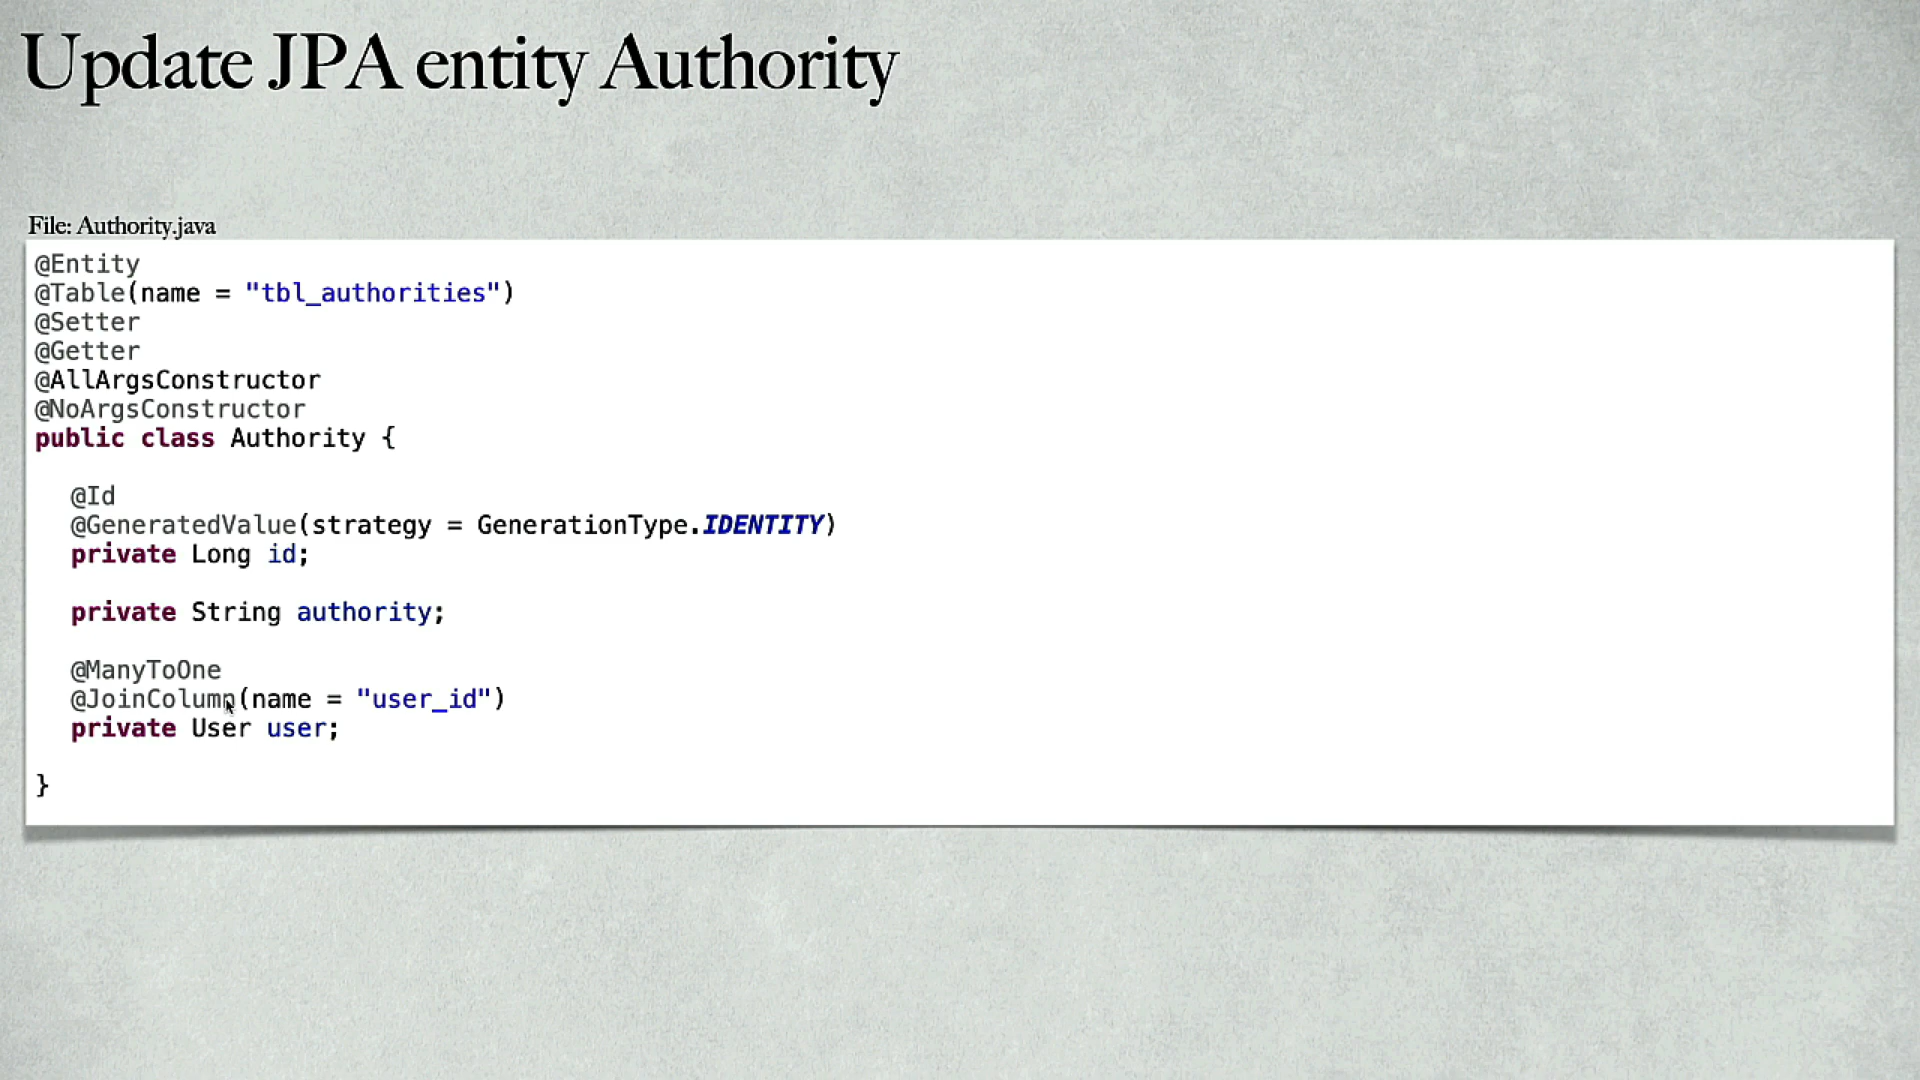 Update JPA entity Authority
File: Authority.java
@Entity
@Table(name = "tbl_authorities")
@Setter
@Getter
@AllArgsConstructor
@NoArgsConstructor
public class Authority {
@Id
@GeneratedValue(strategy = GenerationType.IDENTITY)
private Long id;
private String authority;
@ManyToOne
@JoinColumn(name = "user_id")
private User user;
}